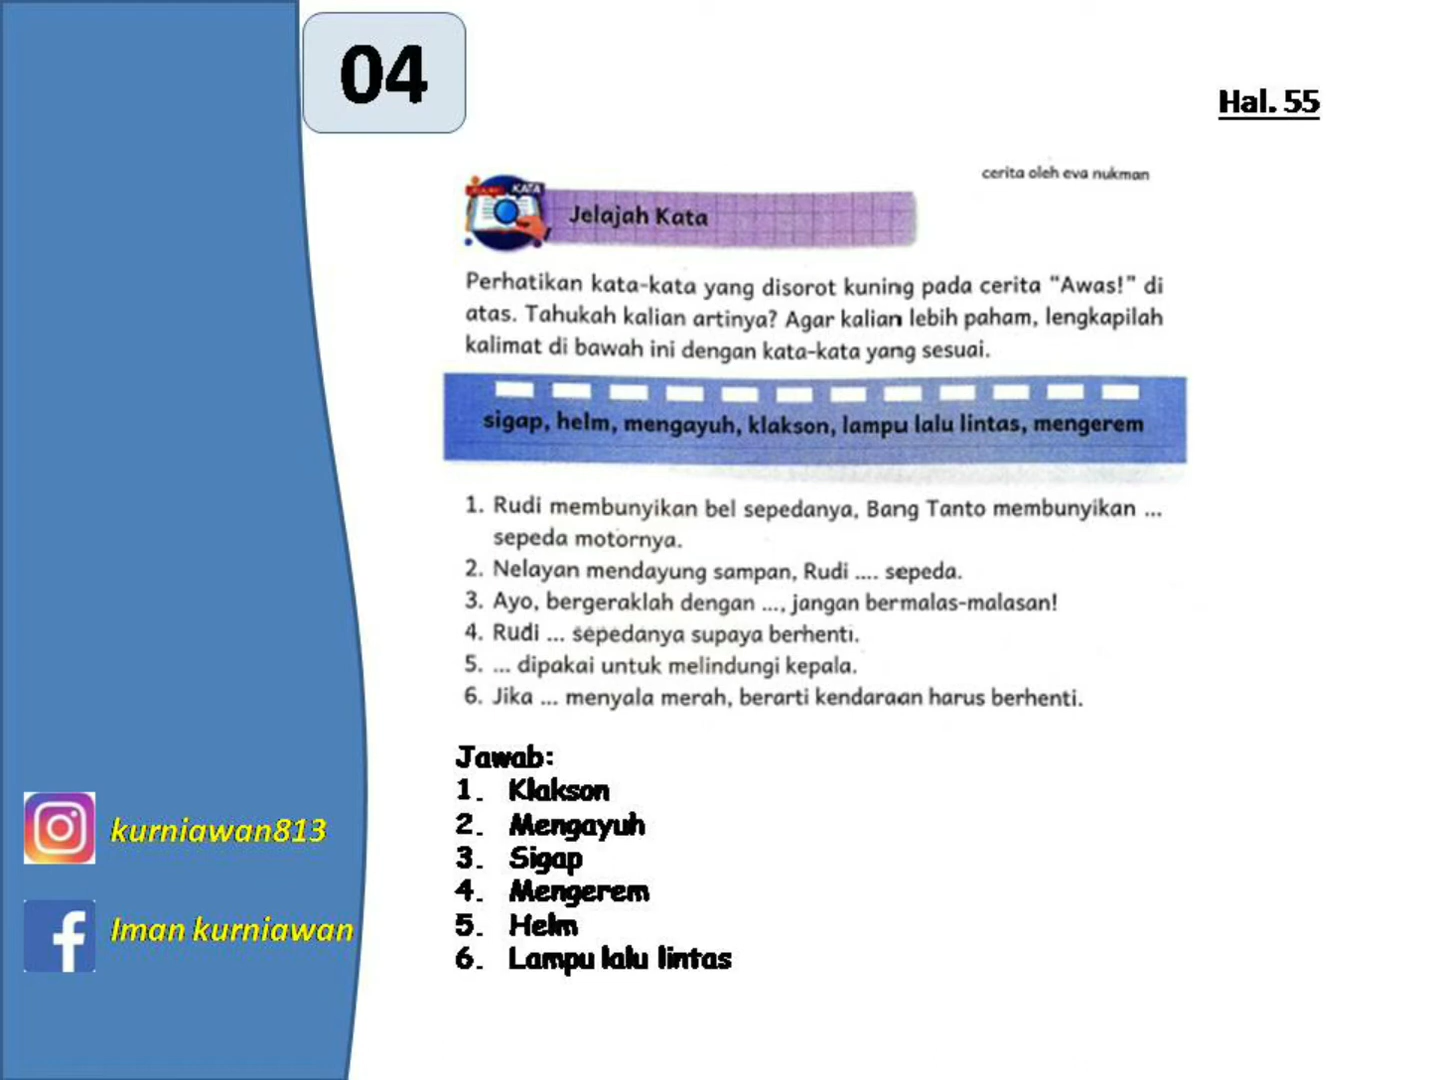 04
Hal. 55
cerita oleh eva nukman
KATA
Jelajah Kata
Perhatikan kata-kata yang disorot kuning pada cerita “Awas!” di
atas. Tahukah kalian artinya? Agar kalian lebih paham, lengkapilah
kalimat di bawah ini dengan kata-kata yang sesuai.
sigap, helm, mengayuh, klakson, lampu lalu lintas, mengerem
1. Rudi membunyikan bel sepedanya, Bang Tanto membunyikan ...
sepeda motornya.
2. Nelayan mendayung sampan, Rudi .... sepeda.
3. Ayo, bergeraklah dengan ..., jangan bermalas-malasan!
4. Rudi ... sepedanya supaya berhenti.
5. ... dipakai untuk melindungi kepala.
6. Jika ... menyala merah, berarti kendaraan harus berhenti.
Jawab:
1. Klakson
2. Mengayuh
3. Sigap
4. Mengerem
5. Helm
6. Lampu lalu lintas
kurniawan813
Iman kurniawan